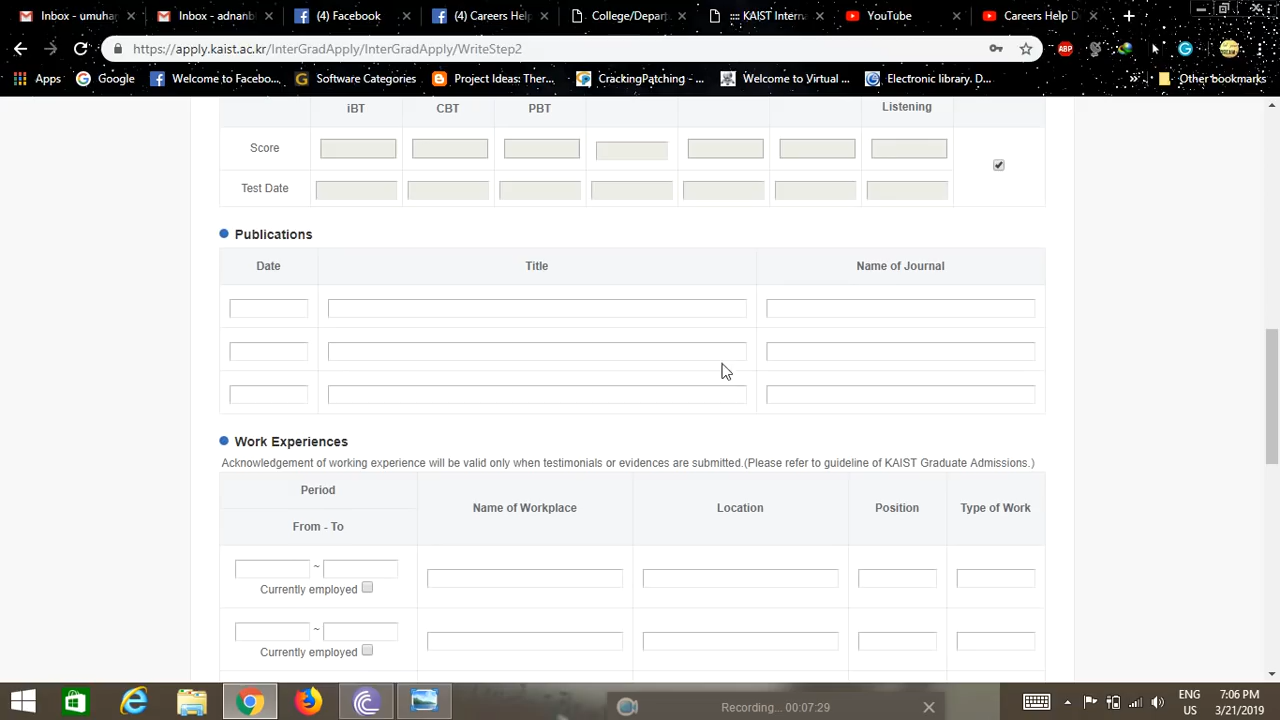 Inbox - umuha
Inbox - adnanb
(4) Facebook
(4) Careers Help
College/Depart
:::: KAIST Interna
YouTube
Careers Help D
https://apply.kaist.ac.kr/InterGradApply/InterGradApply/WriteStep2
ABP
Apps
Google
Welcome to Facebo...
Software Categories
Project Ideas: Ther...
CrackingPatching - ...
Welcome to Virtual ...
Electronic library. D...
Other bookmarks
iBT
CBT
PBT
Listening
Score
Test Date
Publications
Date
Title
Name of Journal
Work Experiences
Acknowledgement of working experience will be valid only when testimonials or evidences are submitted.(Please refer to guideline of KAIST Graduate Admissions.)
Period
From - To
Name of Workplace
Location
Position
Type of Work
~
Currently employed
~
Currently employed
Recording... 00:07:29
ENG
US
7:06 PM
3/21/2019